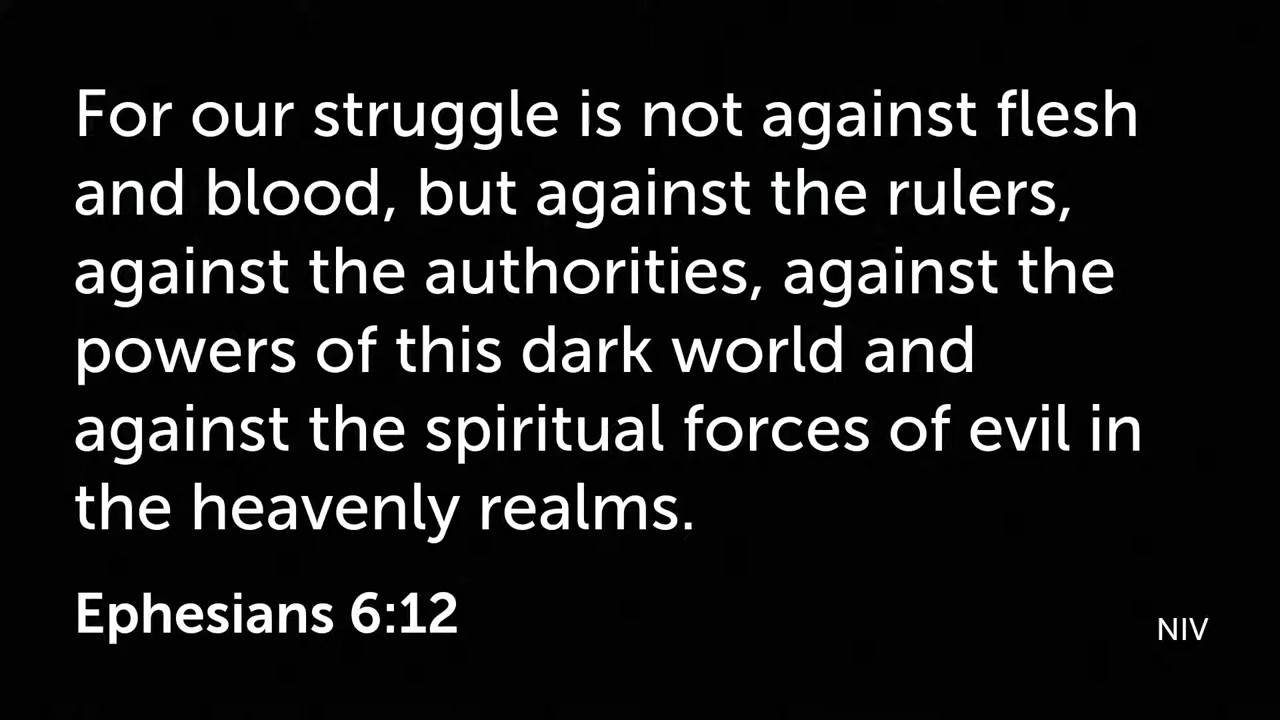 For our struggle is not against flesh
and blood, but against the rulers,
against the authorities, against the
powers of this dark world and
against the spiritual forces of evil in
the heavenly realms.
Ephesians 6:12
NIV